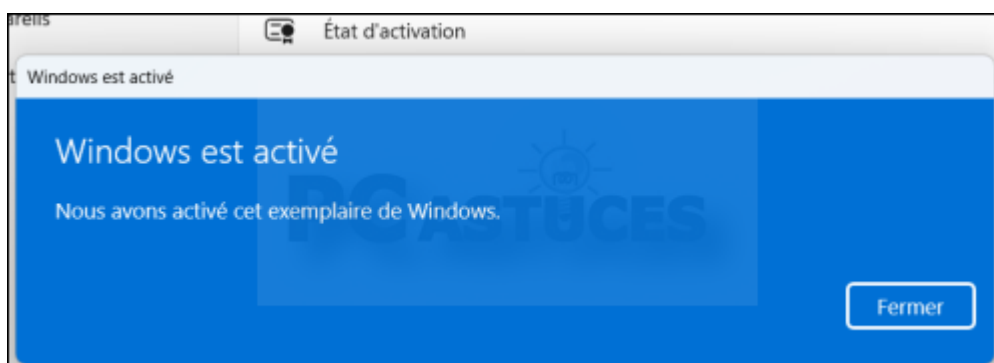 État d'activation
Windows est activé
Windows est activé
Nous avons activé cet exemplaire de Windows.
PC ASTUCES
Fermer